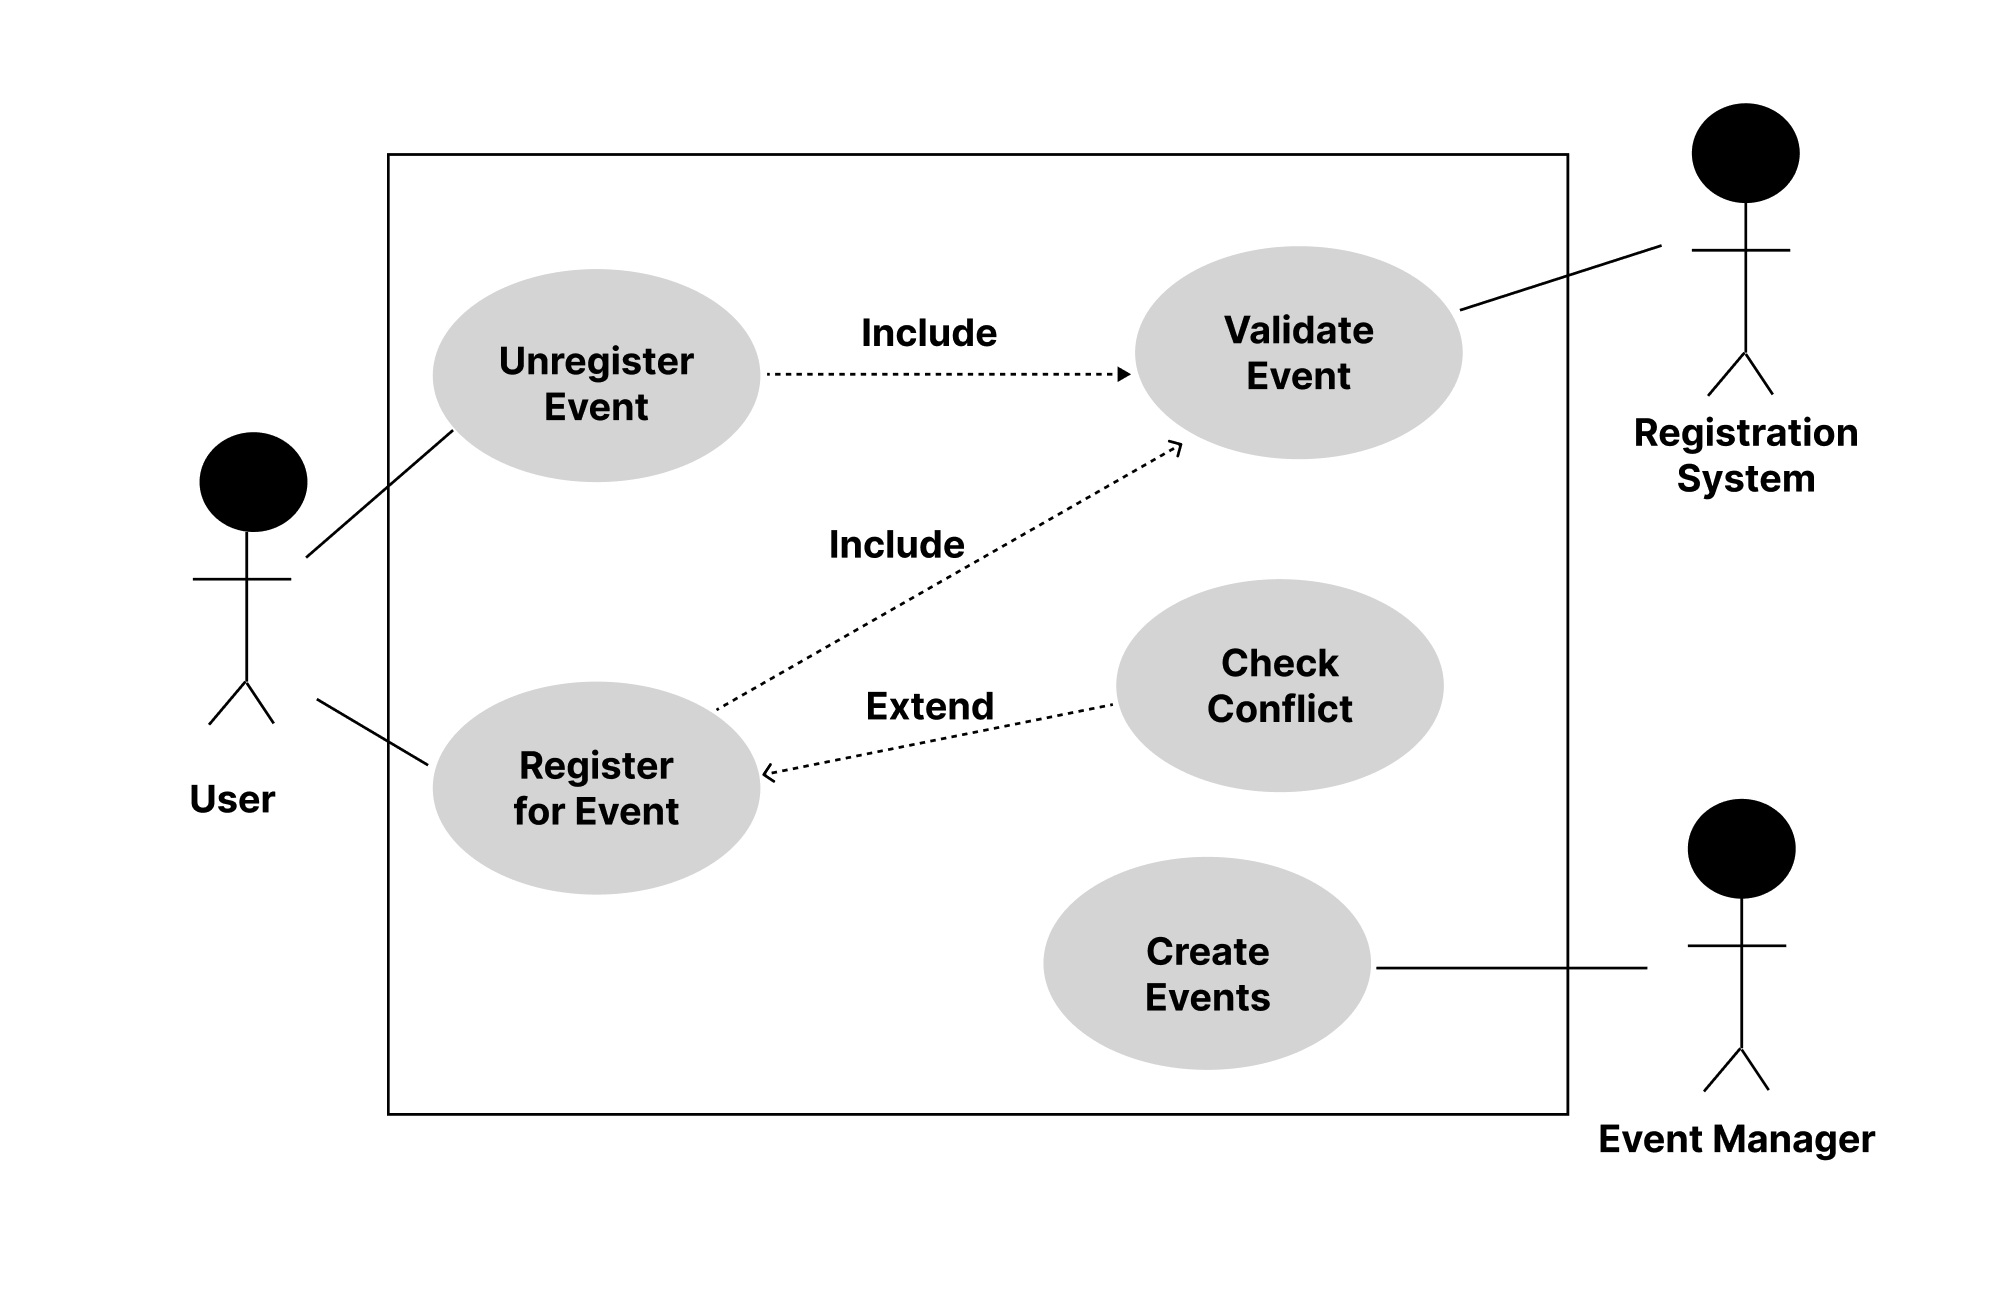 Unregister
Event
Include
Validate
Event
Registration
System
Include
Check
Conflict
Extend
Register
for Event
User
Create
Events
Event Manager